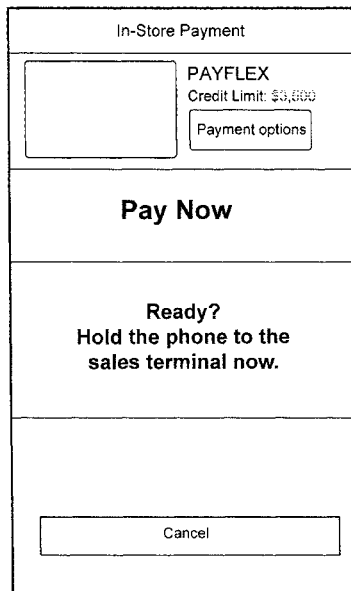 In-Store Payment
PAYFLEX
Credit Limit:
Payment options
Pay Now
Ready?
Hold the phone to the
sales terminal now.
Cancel